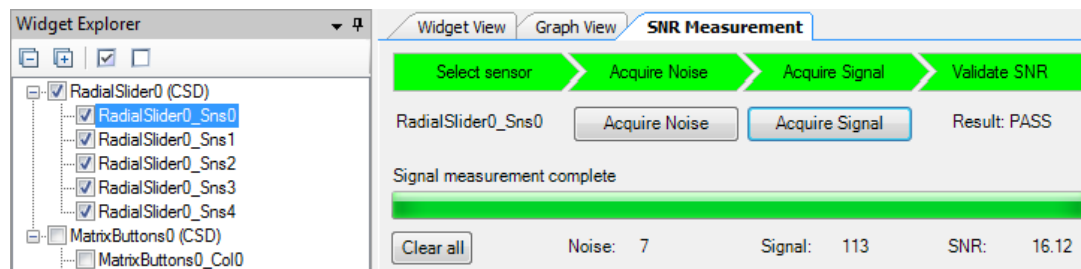 Widget Explorer
RadialSlider0 (CSD)
RadialSlider0_Sns0
RadialSlider0_Sns1
RadialSlider0_Sns2
RadialSlider0_Sns3
RadialSlider0_Sns4
MatrixButtons0 (CSD)
MatrixButtons0_Col0
Widget View Graph View SNR Measurement
Select sensor Acquire Noise Acquire Signal Validate SNR
RadialSlider0_Sns0 Acquire Noise Acquire Signal Result: PASS
Signal measurement complete
Clear all Noise: 7 Signal: 113 SNR: 16.12